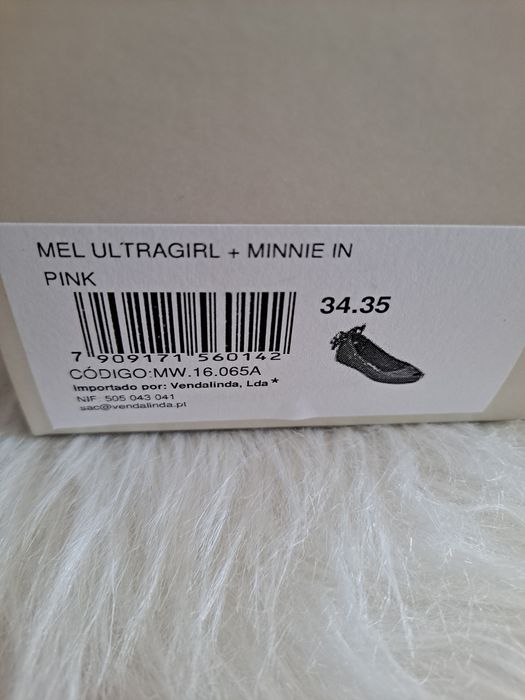 MEL ULTRAGIRL + MINNIE IN
PINK
34.35
7 909171 560142
CÓDIGO:MW.16.065A
Importado por: Vendalinda, Lda*
NIF: 505 043 041
sac@vendalinda.pt